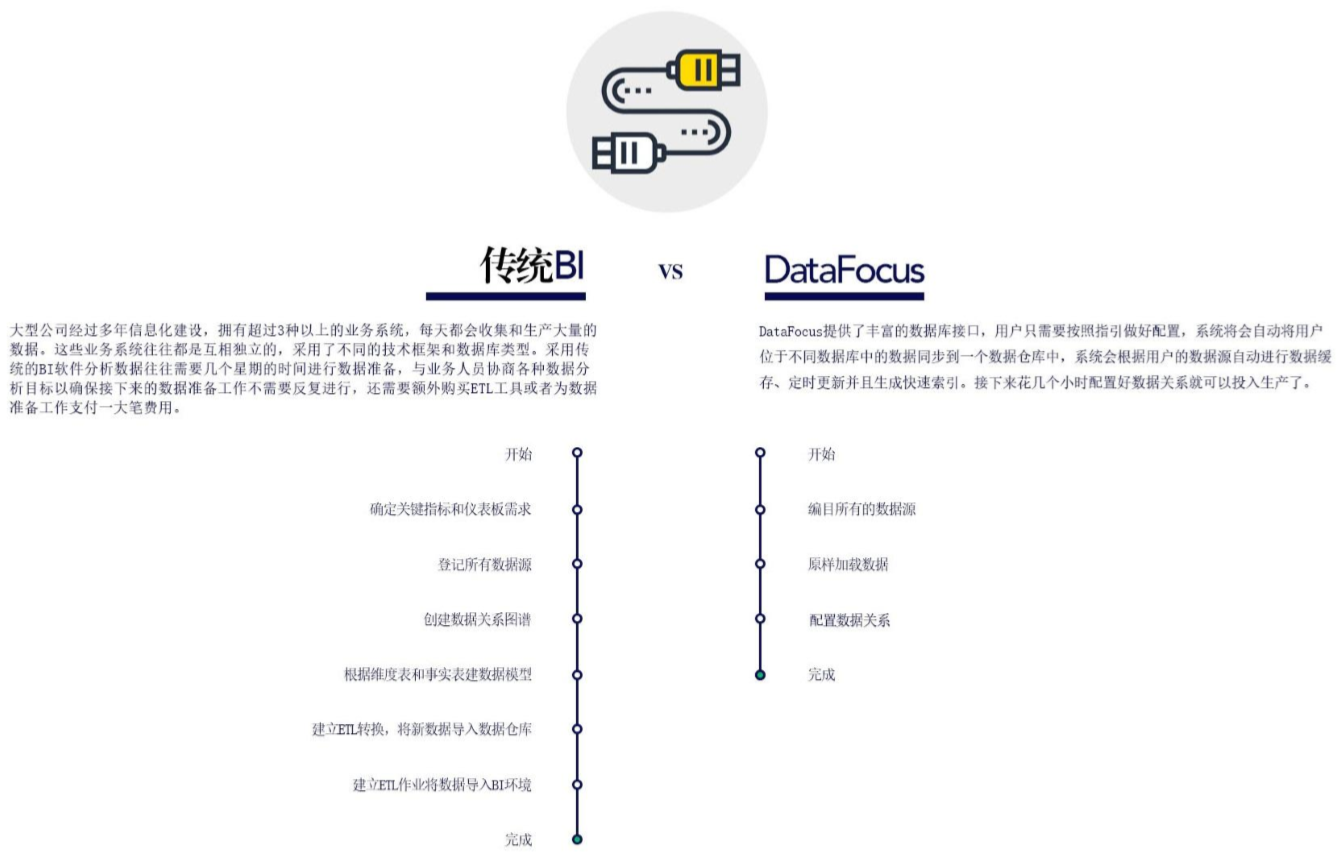 传统BI
VS
DataFocus
大型公司经过多年信息化建设，拥有超过3种以上的业务系统，每天都会收集和生产大量的
数据。这些业务系统往往都是互相独立的，采用了不同的技术框架和数据库类型。采用传
统的BI软件分析数据往往需要几个星期的时间进行数据准备，与业务人员协商各种数据分
析目标以确保接下来的数据准备工作不需要反复进行，还需要额外购买ETL工具或者为数据
准备工作支付一大笔费用。
DataFocus提供了丰富的数据库接口，用户只需要按照指引做好配置，系统将会自动将用户
位于不同数据库中的数据同步到一个数据仓库中，系统会根据用户的数据源自动进行数据缓
存、定时更新并且生成快速索引。接下来花几个小时配置好数据关系就可以投入生产了。
开始
确定关键指标和仪表板需求
登记所有数据源
创建数据关系图谱
根据维度表和事实表建数据模型
建立ETL转换，将新数据导入数据仓库
建立ETL作业将数据导入BI环境
完成
开始
编目所有的数据源
原样加载数据
配置数据关系
完成